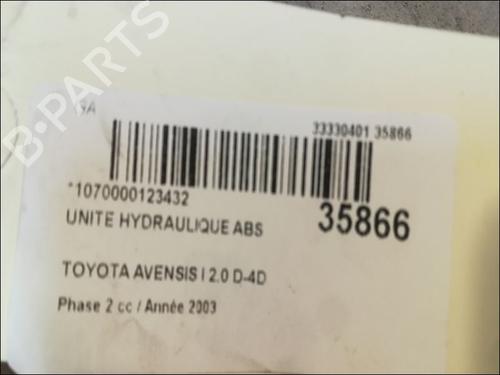 B-PARTS
33330401 35866
*1070000123432
35866
UNITE HYDRAULIQUE ABS
TOYOTA AVENSIS I 2.0 D-4D
Phase 2 cc / Année 2003